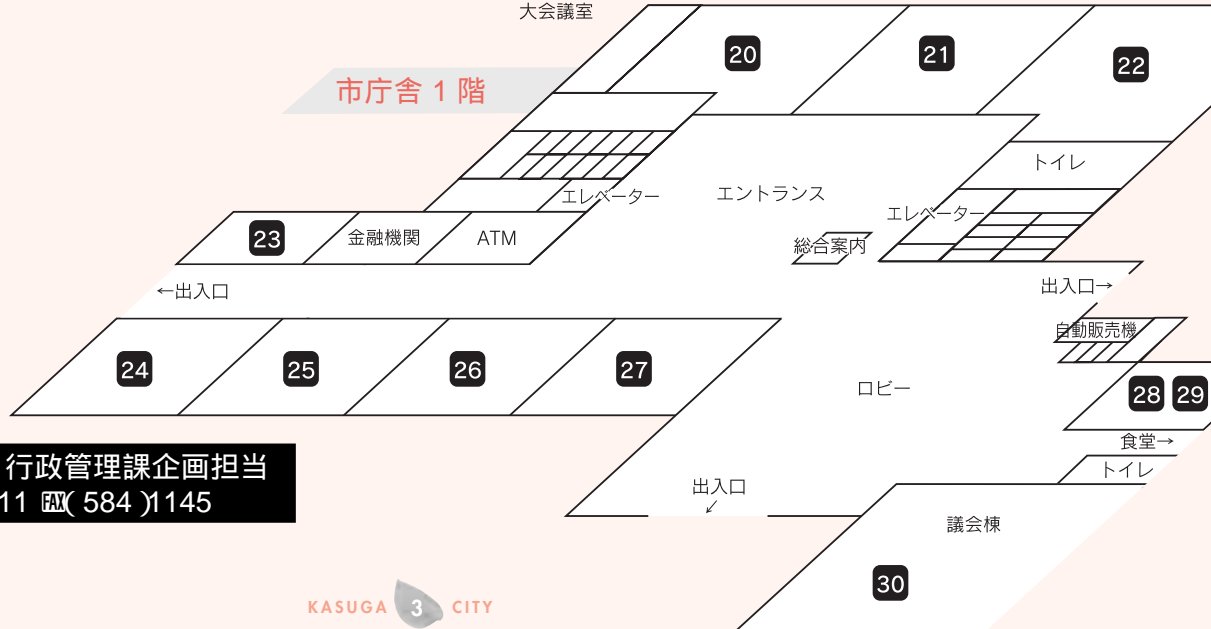 大会議室
20
21
22
市庁舎 1 階
トイレ
エレベーター
エントランス
エレベーター
23
金融機関
ATM
総合案内
←出入口
出入口→
自動販売機
24
25
26
27
ロビー
28 29
食堂→
トイレ
行政管理課企画担当
11 FAX( 584 )1145
出入口
↙
議会棟
30
KASUGA 3 CITY